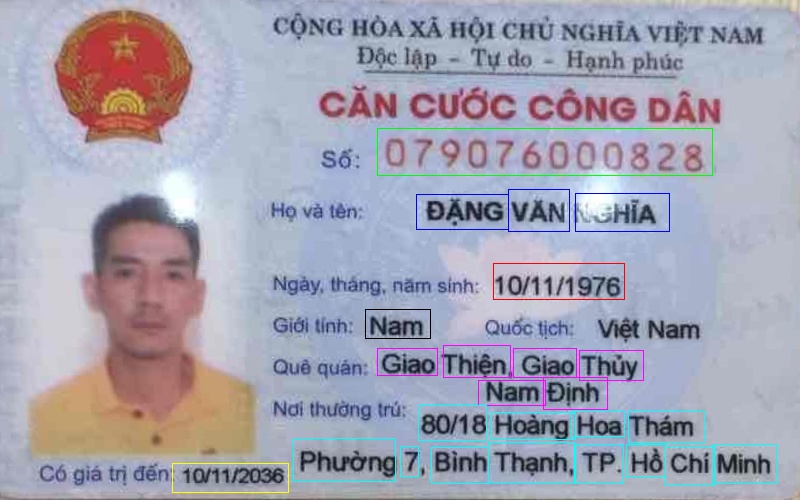 CỘNG HÒA XÃ HỘI CHỦ NGHĨA VIỆT NAM
Độc lập - Tự do - Hạnh phúc
CĂN CƯỚC CÔNG DÂN
Số: 079076000828
Họ và tên: ĐẶNG VĂN NGHĨA
Ngày, tháng, năm sinh: 10/11/1976
Giới tính: Nam Quốc tịch: Việt Nam
Quê quán: Giao Thiện, Giao Thủy
Nam Định
Nơi thường trú: 80/18 Hoàng Hoa Thám
Phường 7, Bình Thạnh, TP. Hồ Chí Minh
Có giá trị đến: 10/11/2036